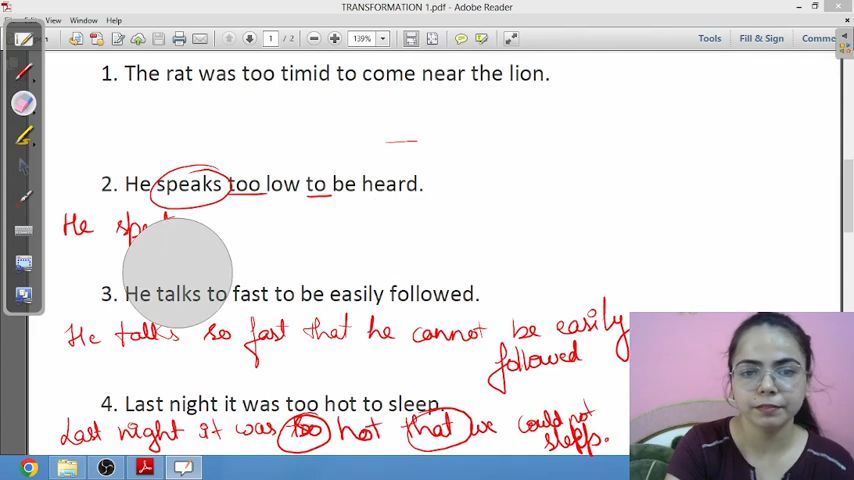 TRANSFORMATION 1.pdf - Adobe Reader
Edit View Window Help
1 / 2 139% Tools Fill & Sign Comme
1. The rat was too timid to come near the lion.
2. He speaks too low to be heard.
He
3. He talks to fast to be easily followed.
He talks so fast that he cannot be easily
followed
4. Last night it was too hot to sleep.
Last night it was so hot that we could not
sleep.